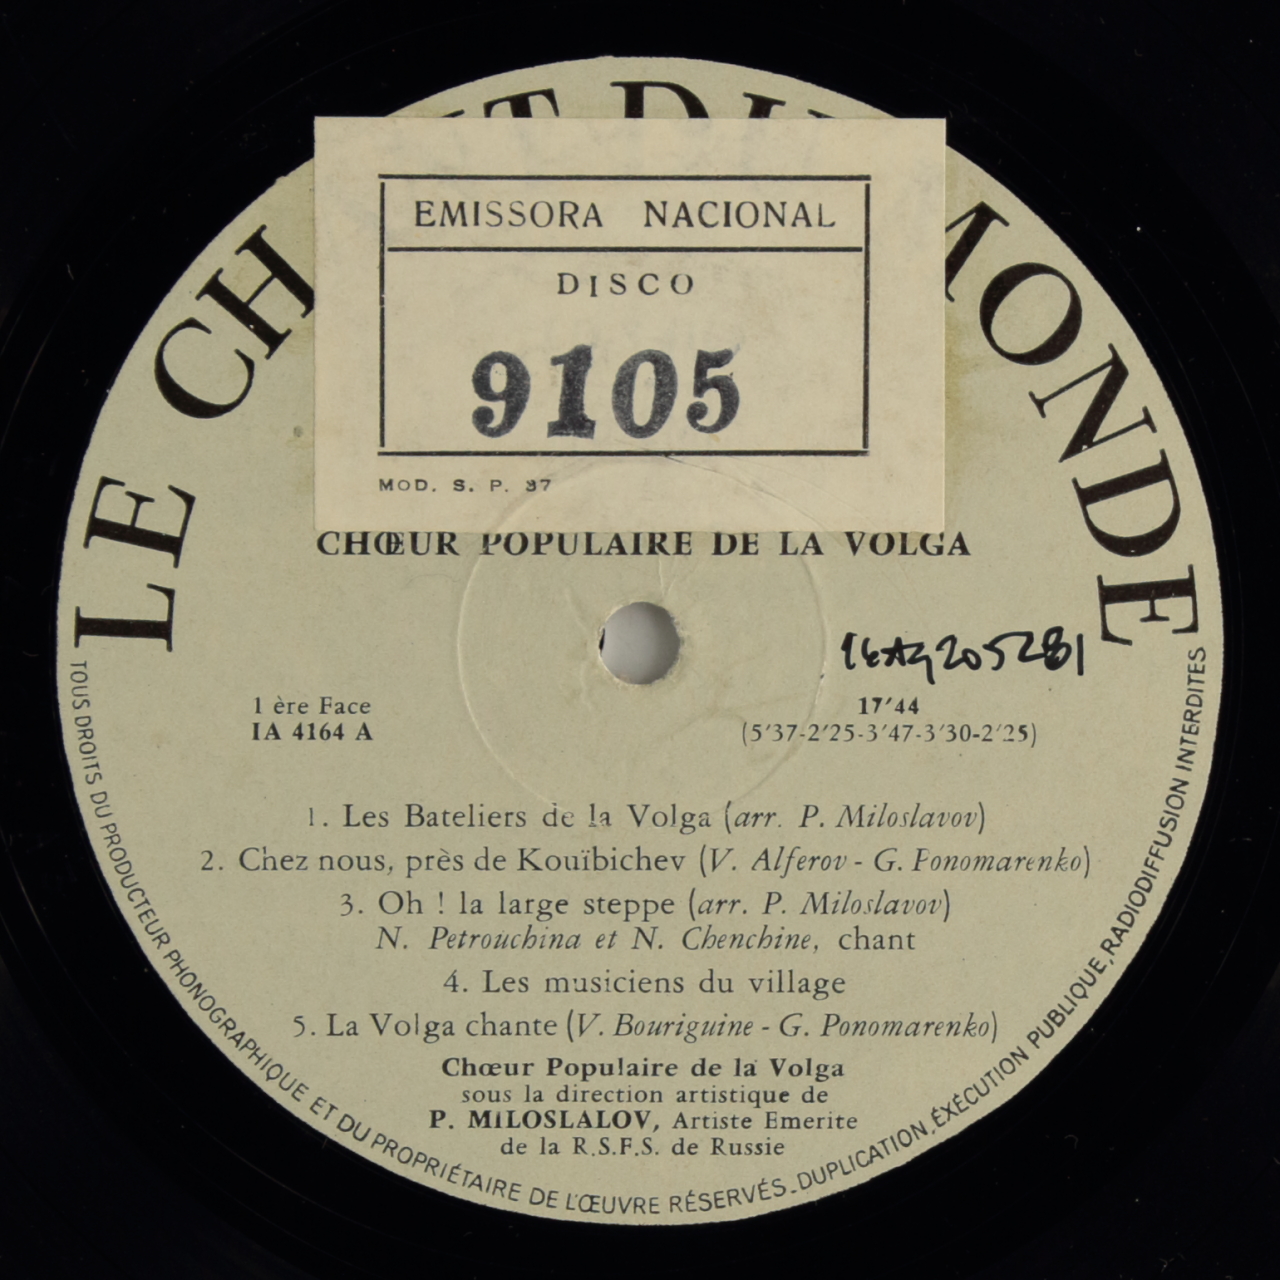 LE CH
MONDE
EMISSORA NACIONAL
DISCO
9105
MOD. S. P. 37
CHŒUR POPULAIRE DE LA VOLGA
1 ère Face
IA 4164 A
17'44
(5'37-2'25-3'47-3'30-2'25)
1. Les Bateliers de la Volga (arr. P. Miloslavov)
2. Chez nous, près de Kouïbichev (V. Alferov - G. Ponomarenko)
3. Oh ! la large steppe (arr. P. Miloslavov)
N. Petrouchina et N. Chenchine, chant
4. Les musiciens du village
5. La Volga chante (V. Bouriguine - G. Ponomarenko)
Chœur Populaire de la Volga
sous la direction artistique de
P. MILOSLALOV, Artiste Emerite
de la R.S.F.S. de Russie
TOUS DROITS DU PRODUCTEUR PHONOGRAPHIQUE ET DU PROPRIÉTAIRE DE L'ŒUVRE RÉSERVÉS. DUPLICATION, ÉXÉCUTION PUBLIQUE, RADIODIFFUSION INTERDITES